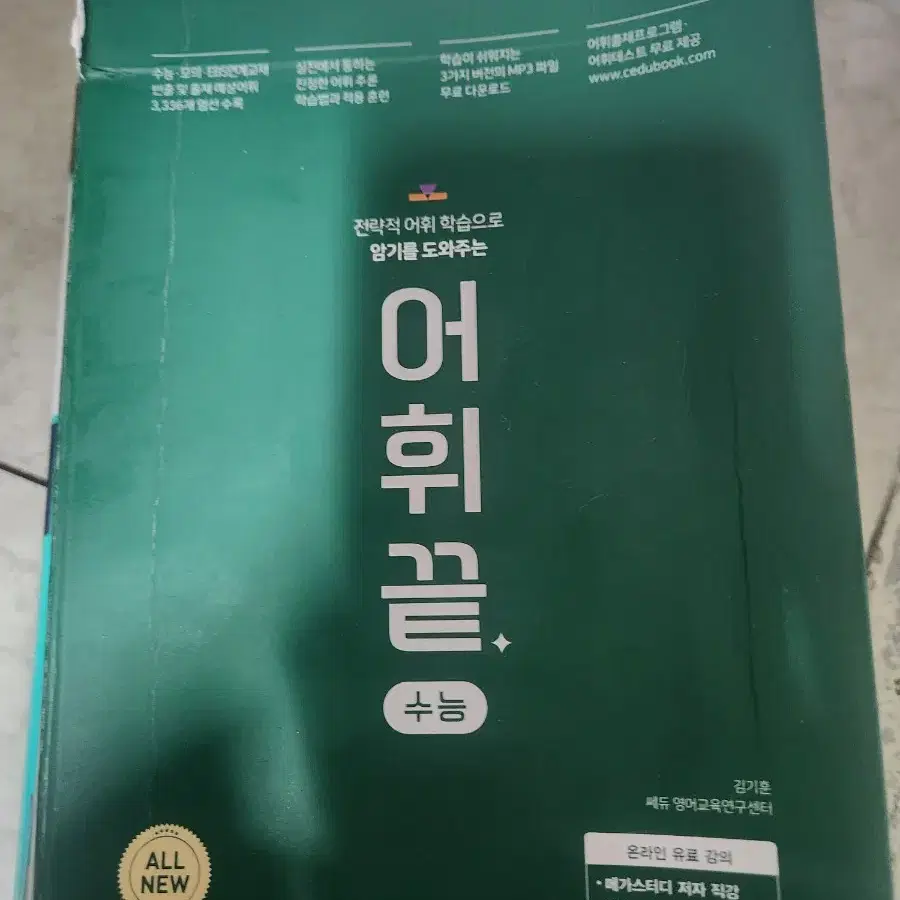 수능·모의·EBS연계교재
빈출 및 출제 예상어휘
3,336개 엄선 수록
실전에서 통하는
진정한 어휘 추론
학습법과 적용 훈련
학습이 쉬워지는
3가지 버전의 MP3 파일
무료 다운로드
어휘출제프로그램·
어휘테스트 무료 제공
www.cedubook.com
전략적 어휘 학습으로
암기를 도와주는
어
휘
끝
수능
김기훈
쎄듀 영어교육연구센터
ALL
NEW
온라인 유료 강의
·메가스터디 저자 직강